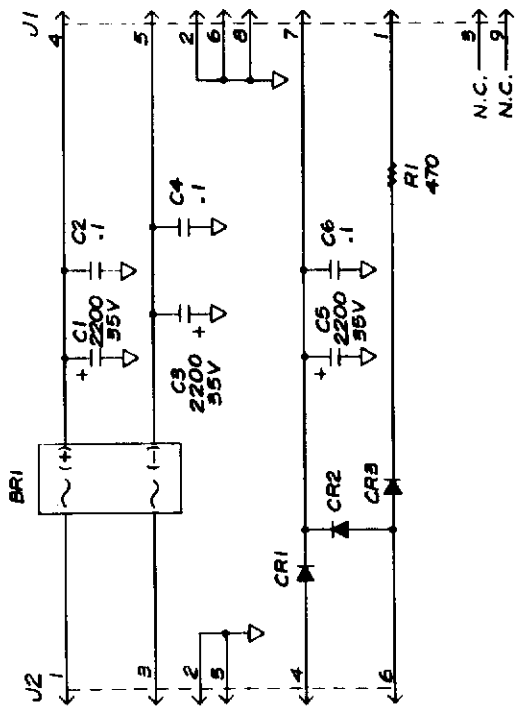 J2
BR1
J1
1
~ (+)
4
C1
2200
35V
+
C2
.1
3
~ (-)
5
C3
2200
35V
+
C4
.1
2
5
2
6
8
4
CR1
7
C5
2200
35V
+
C6
.1
CR2
6
CR3
1
R1
470
N.C. 3
N.C. 9